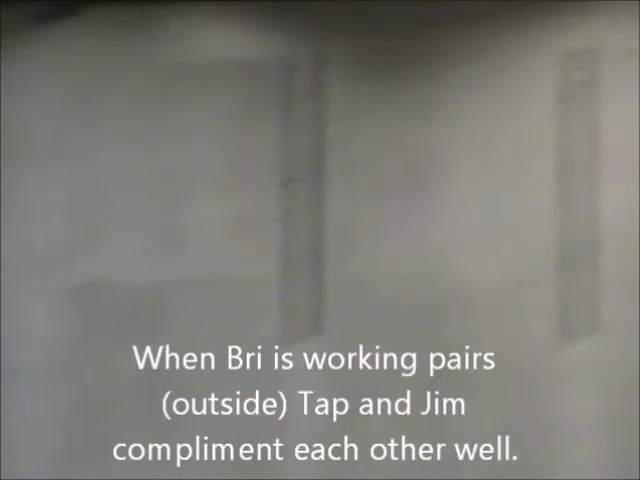 When Bri is working pairs
(outside) Tap and Jim
compliment each other well.